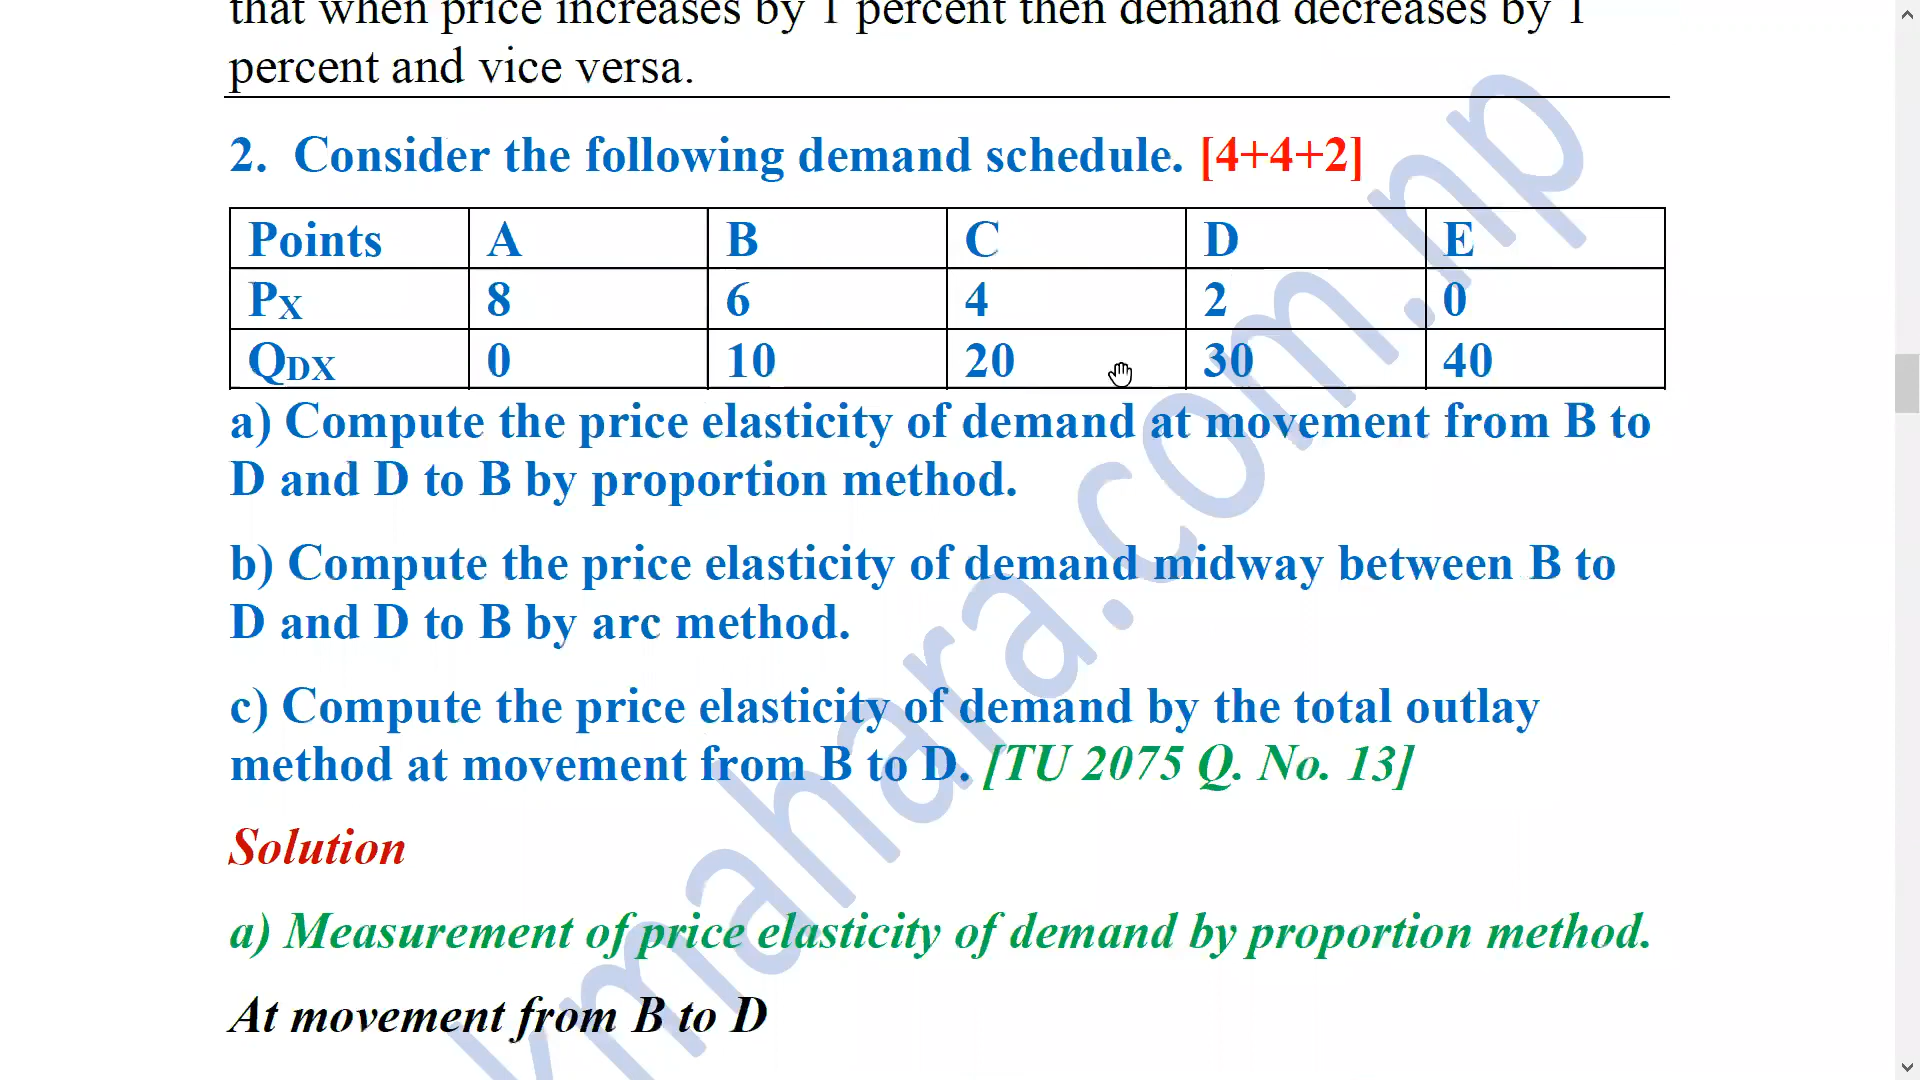 that when price increases by 1 percent then demand decreases by 1
percent and vice versa.
2. Consider the following demand schedule. [4+4+2]
Points A B C D E
PX 8 6 4 2 0
QDX 0 10 20 30 40
a) Compute the price elasticity of demand at movement from B to
D and D to B by proportion method.
b) Compute the price elasticity of demand midway between B to
D and D to B by arc method.
c) Compute the price elasticity of demand by the total outlay
method at movement from B to D. [TU 2075 Q. No. 13]
Solution
a) Measurement of price elasticity of demand by proportion method.
At movement from B to D
kmahara.com.np